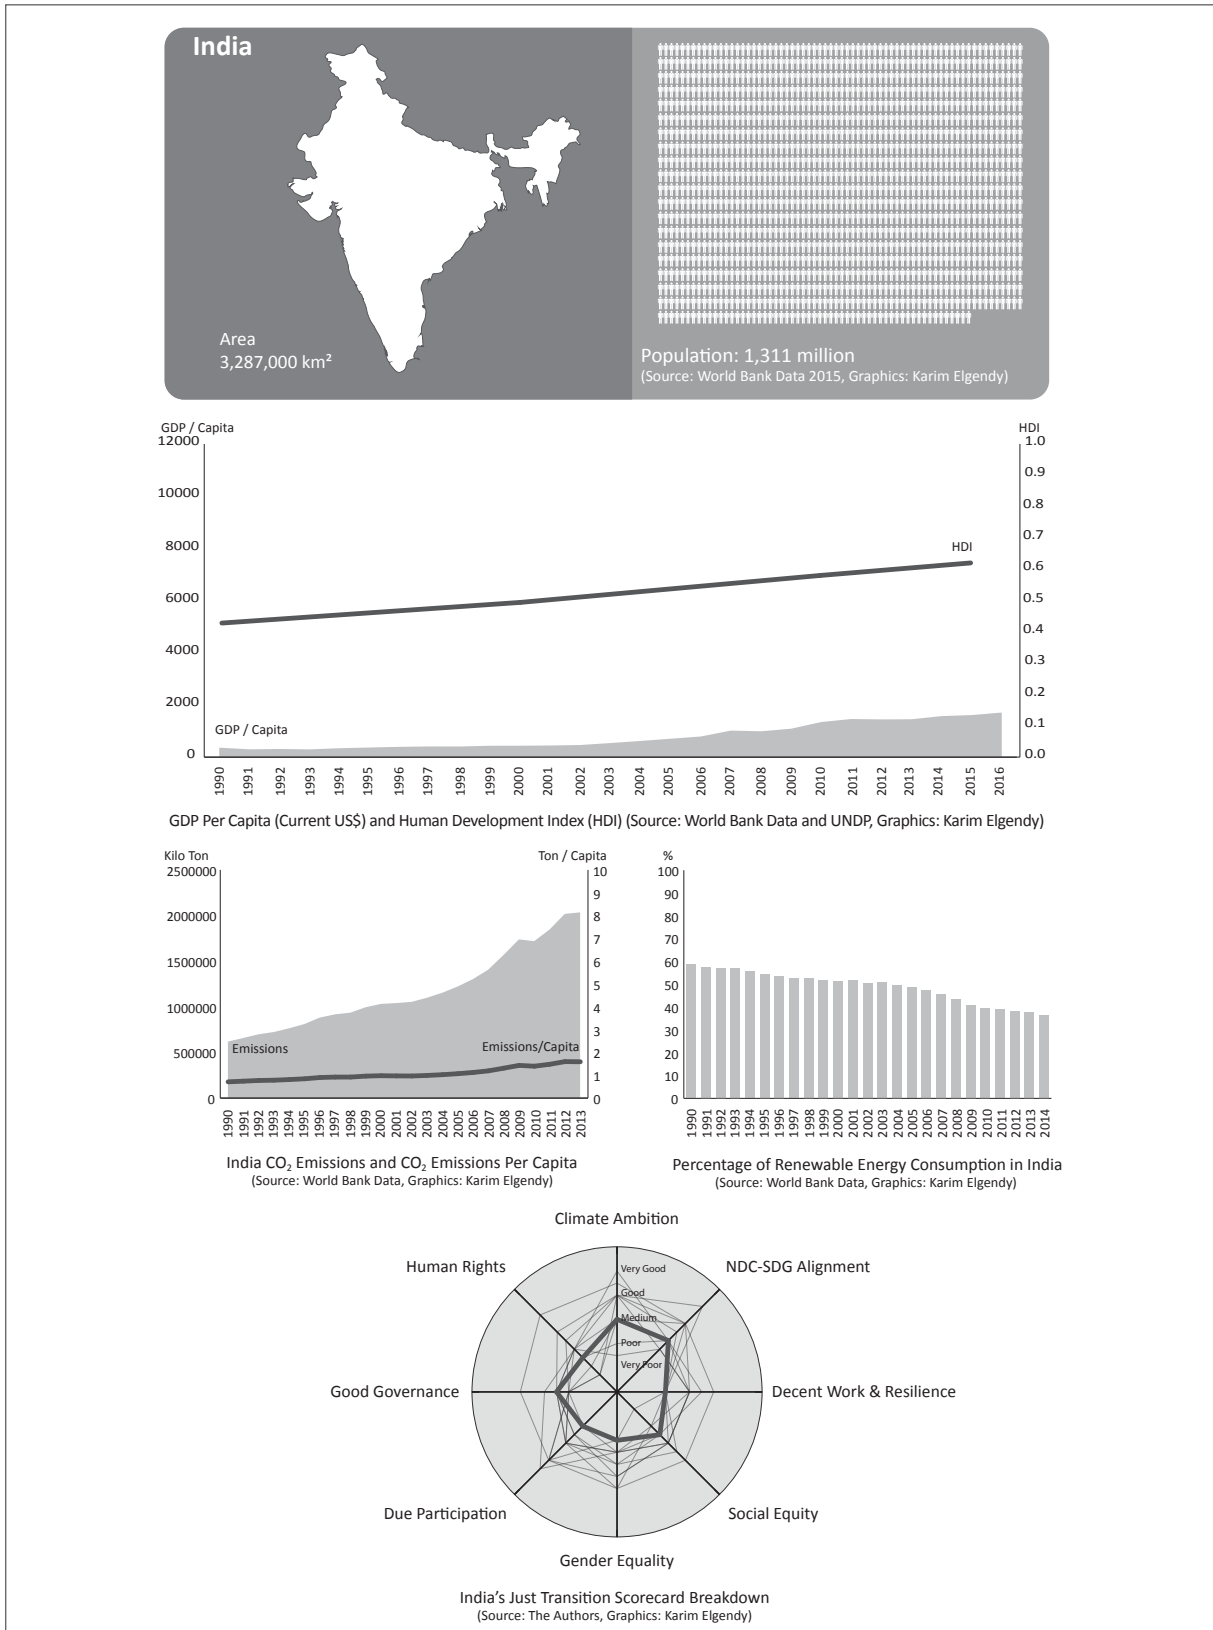 India
Area
3,287,000 km²
Population: 1,311 million
(Source: World Bank Data 2015, Graphics: Karim Elgendy)
GDP / Capita
HDI
12000
10000
8000
6000
4000
2000
0
1.0
0.9
0.8
0.7
0.6
0.5
0.4
0.3
0.2
0.1
0.0
HDI
GDP / Capita
1990 1991 1992 1993 1994 1995 1996 1997 1998 1999 2000 2001 2002 2003 2004 2005 2006 2007 2008 2009 2010 2011 2012 2013 2014 2015 2016
GDP Per Capita (Current US$) and Human Development Index (HDI) (Source: World Bank Data and UNDP, Graphics: Karim Elgendy)
Kilo Ton
Ton / Capita
2500000
2000000
1500000
1000000
500000
0
10
9
8
7
6
5
4
3
2
1
0
Emissions
Emissions/Capita
1990 1991 1992 1993 1994 1995 1996 1997 1998 1999 2000 2001 2002 2003 2004 2005 2006 2007 2008 2009 2010 2011 2012 2013
India CO₂ Emissions and CO₂ Emissions Per Capita
(Source: World Bank Data, Graphics: Karim Elgendy)
%
100
90
80
70
60
50
40
30
20
10
0
1990 1991 1992 1993 1994 1995 1996 1997 1998 1999 2000 2001 2002 2003 2004 2005 2006 2007 2008 2009 2010 2011 2012 2013 2014
Percentage of Renewable Energy Consumption in India
(Source: World Bank Data, Graphics: Karim Elgendy)
Climate Ambition
Human Rights
NDC-SDG Alignment
Very Good
Good
Medium
Poor
Very Poor
Good Governance
Decent Work & Resilience
Due Participation
Social Equity
Gender Equality
India's Just Transition Scorecard Breakdown
(Source: The Authors, Graphics: Karim Elgendy)